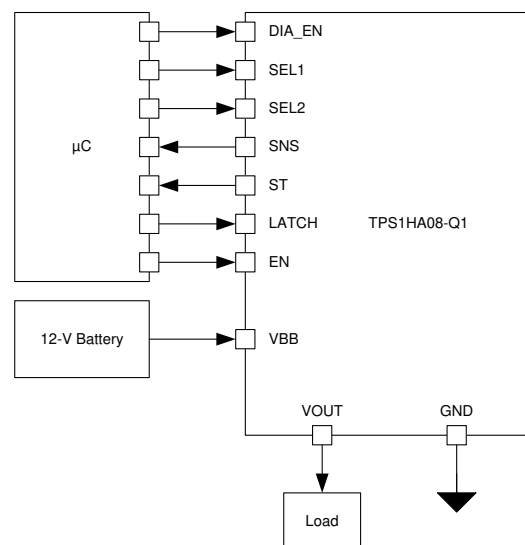 DIA_EN
SEL1
SEL2
µC
SNS
ST
LATCH
TPS1HA08-Q1
EN
12-V Battery
VBB
VOUT
GND
Load